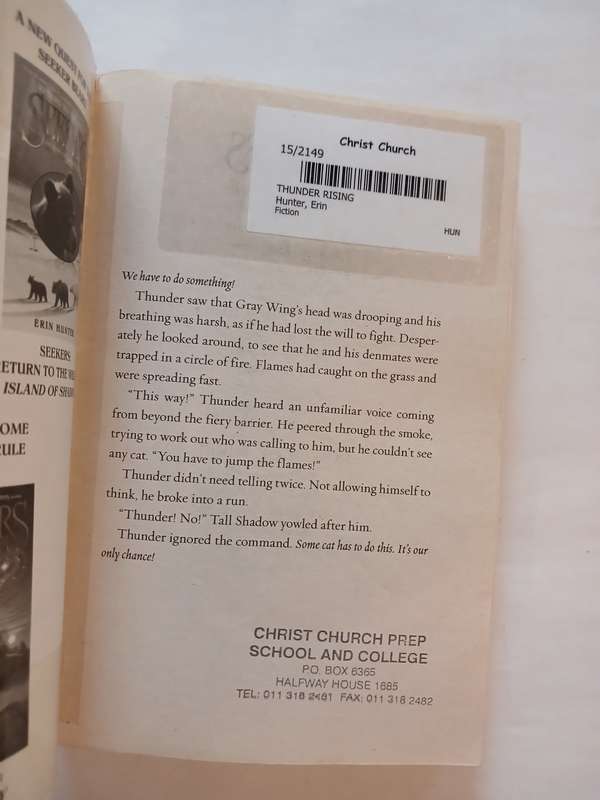 A NEW QUEST
SEEKER BEAR
ERIN HUNTER
SEEKERS:
RETURN TO THE
ISLAND OF
Christ Church
15/2149
THUNDER RISING
Hunter, Erin
Fiction
HUN
We have to do something!
Thunder saw that Gray Wing's head was drooping and his
breathing was harsh, as if he had lost the will to fight. Desper-
ately he looked around, to see that he and his denmates were
trapped in a circle of fire. Flames had caught on the grass and
were spreading fast.
"This way!" Thunder heard an unfamiliar voice coming
from beyond the fiery barrier. He peered through the smoke,
trying to work out who was calling to him, but he couldn't see
any cat. "You have to jump the flames!"
Thunder didn't need telling twice. Not allowing himself to
think, he broke into a run.
"Thunder! No!" Tall Shadow yowled after him.
Thunder ignored the command. Some cat has to do this. It's our
only chance!
CHRIST CHURCH PREP
SCHOOL AND COLLEGE
P.O. BOX 6365
HALFWAY HOUSE 1685
TEL: 011 318 2481 FAX: 011 318 2482